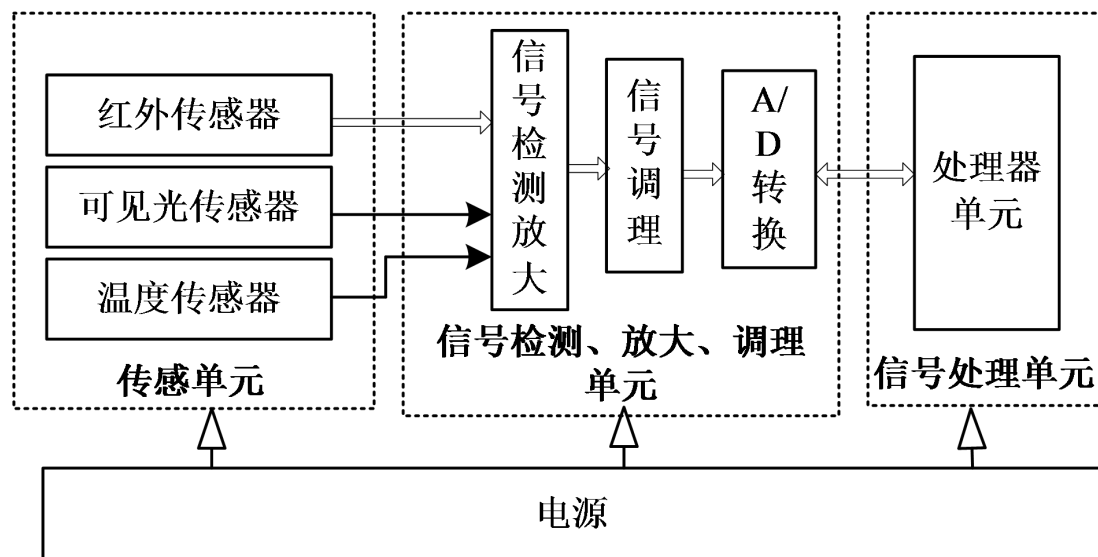 红外传感器
可见光传感器
温度传感器
传感单元
信号检测放大
信号调理
A/
D
转换
信号检测、放大、调理
单元
处理器
单元
信号处理单元
电源